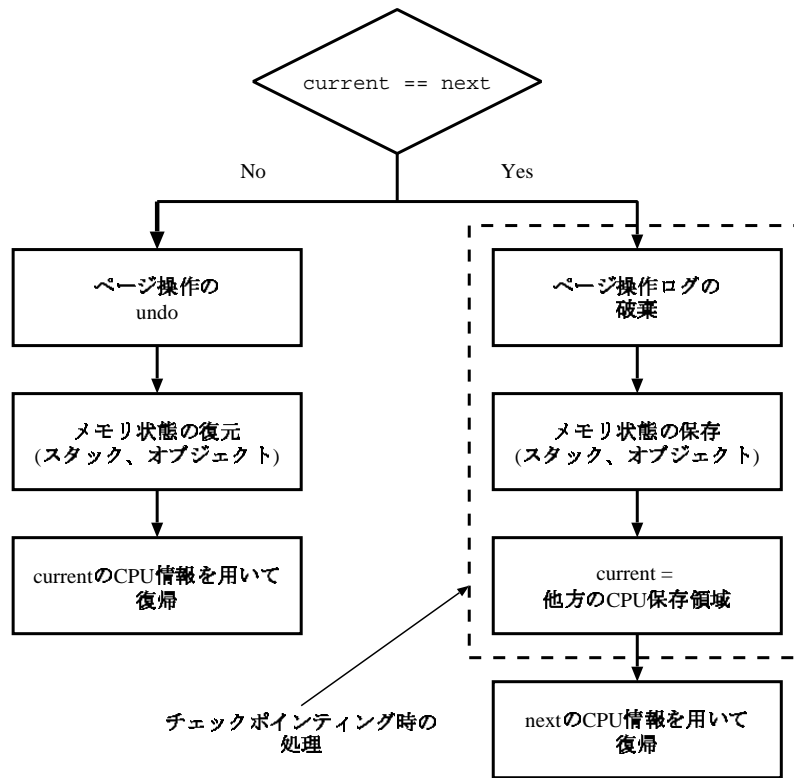 current == next
No
Yes
ページ操作の
undo
メモリ状態の復元
(スタック、オブジェクト)
currentのCPU情報を用いて
復帰
ページ操作ログの
破棄
メモリ状態の保存
(スタック、オブジェクト)
current =
他方のCPU保存領域
nextのCPU情報を用いて
復帰
チェックポインティング時の
処理